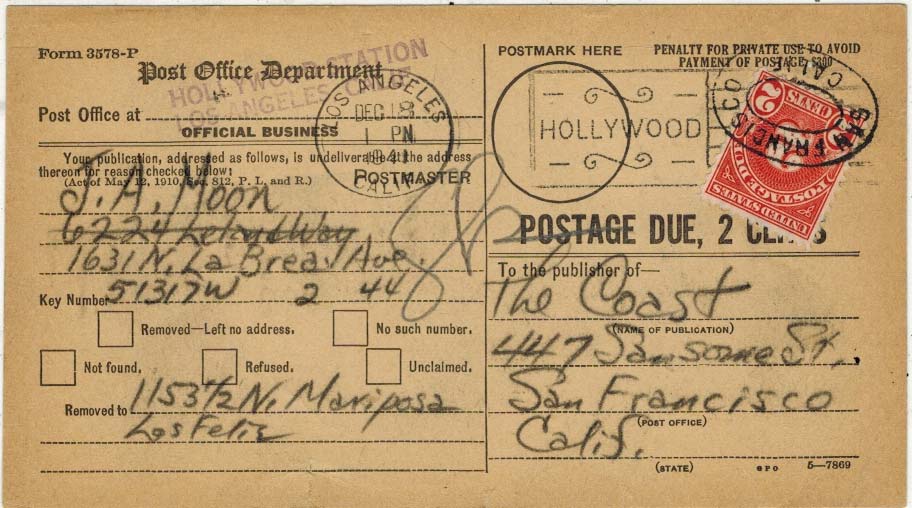 Form 3578-P
Post Office Department
HOLLYWOOD STATION
LOS ANGELES, CALIF.
Post Office at
OFFICIAL BUSINESS
LOS ANGELES
DEC 18
1 PM
1941
CALIF.
POSTMASTER
Your publication, addressed as follows, is undeliverable at the address
thereon for reason checked below:
(Act of May 12, 1910, Sec. 812, P. L. and R.)
J. A. Moon
6224 Leland Way
1631 N. La Brea Ave.
Key Number 51317W 2 44
Removed—Left no address.
No such number.
Not found.
Refused.
Unclaimed.
Removed to 1153½ N. Mariposa
Los Feliz
POSTMARK HERE
PENALTY FOR PRIVATE USE TO AVOID
PAYMENT OF POSTAGE, $300
HOLLYWOOD
SAN FRANCISCO
CALIF
2 CENTS 2
UNITED STATES
POSTAGE DUE
POSTAGE DUE, 2 CENTS
To the publisher of—
The Coast
(NAME OF PUBLICATION)
447 Sansome St,
San Francisco
(POST OFFICE)
Calif.
(STATE)
GPO 5—7869